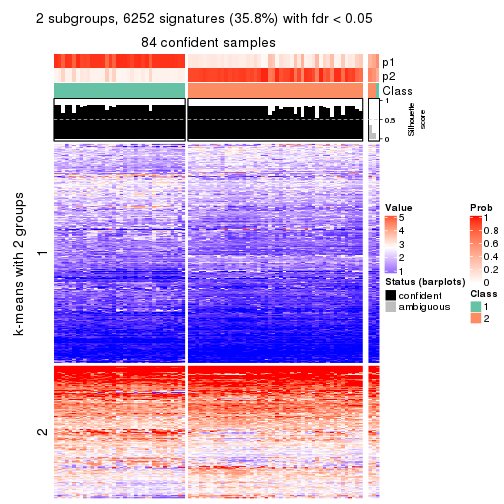 2 subgroups, 6252 signatures (35.8%) with fdr < 0.05
84 confident samples
p1
p2
Class
1
0.5
0
Silhouette
score
k-means with 2 groups
1
2
Value
5
4
3
2
1
Status (barplots)
confident
ambiguous
Prob
1
0.8
0.6
0.4
0.2
0
Class
1
2